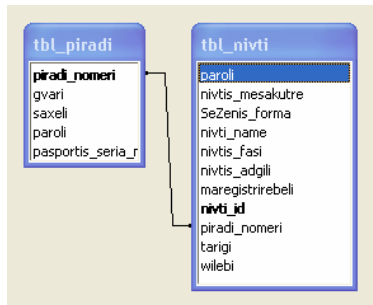 tbl_piradi
piradi_nomeri
gvari
saxeli
paroli
pasportis_seria_r
tbl_nivti
paroli
nivtis_mesakutre
SeZenis_forma
nivti_name
nivtis_fasi
nivtis_adgili
maregistrirebeli
nivti_id
piradi_nomeri
tarigi
wilebi